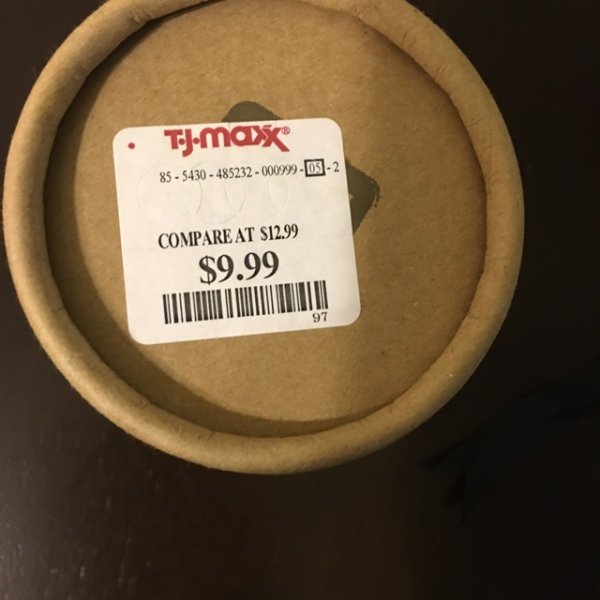 T·J·maxx®
85 - 5430 - 485232 - 000999 - 05 - 2
COMPARE AT $12.99
$9.99
97